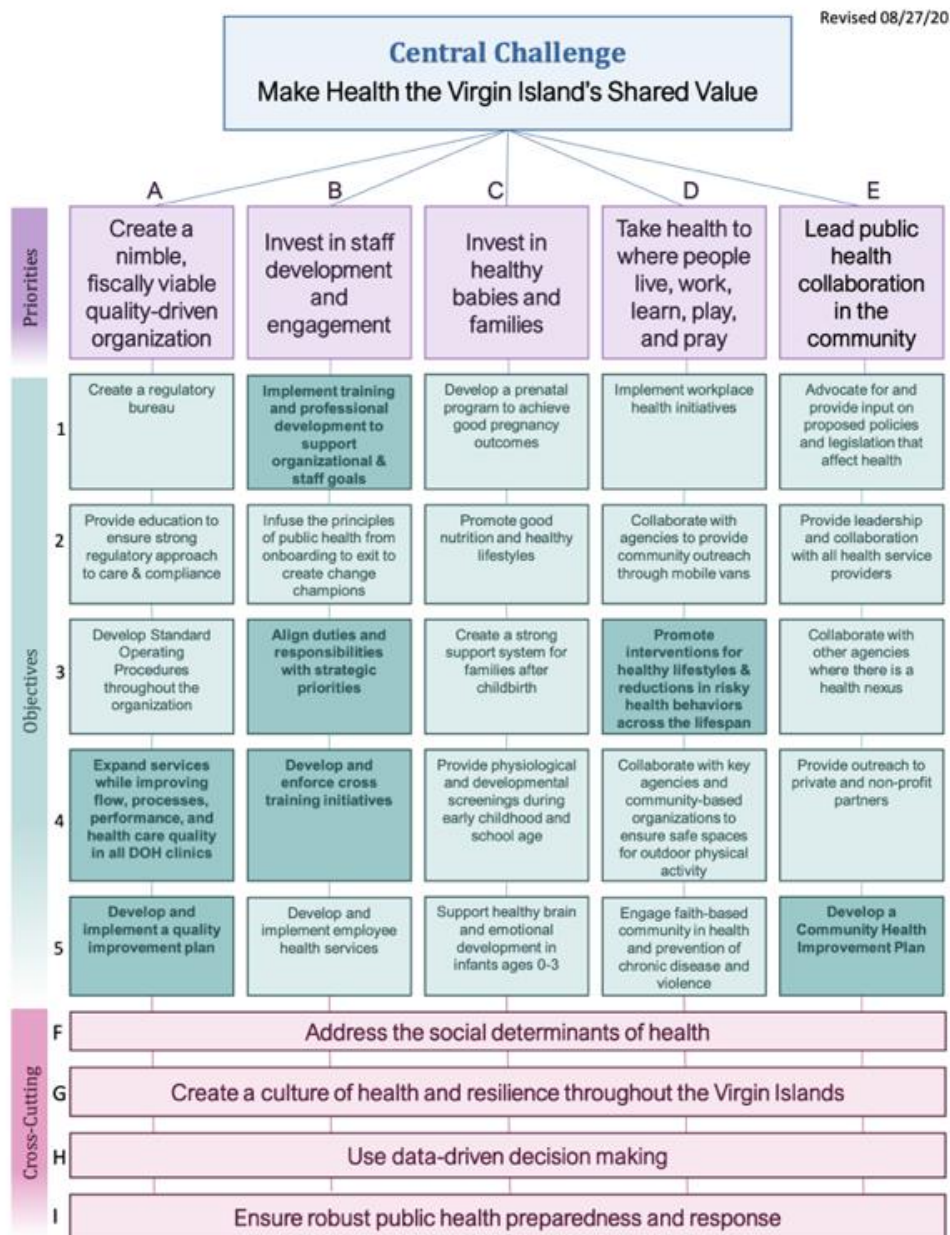 Revised 08/27/20
Central Challenge
Make Health the Virgin Island's Shared Value
A
B
C
D
E
Priorities
Create a
nimble,
fiscally viable
quality-driven
organization
Invest in staff
development
and
engagement
Invest in
healthy
babies and
families
Take health to
where people
live, work,
learn, play,
and pray
Lead public
health
collaboration
in the
community
Objectives
1
Create a regulatory
bureau
Implement training
and professional
development to
support
organizational &
staff goals
Develop a prenatal
program to achieve
good pregnancy
outcomes
Implement workplace
health initiatives
Advocate for and
provide input on
proposed policies
and legislation that
affect health
2
Provide education to
ensure strong
regulatory approach
to care & compliance
Infuse the principles
of public health from
onboarding to exit to
create change
champions
Promote good
nutrition and healthy
lifestyles
Collaborate with
agencies to provide
community outreach
through mobile vans
Provide leadership
and collaboration
with all health service
providers
3
Develop Standard
Operating
Procedures
throughout the
organization
Align duties and
responsibilities
with strategic
priorities
Create a strong
support system for
families after
childbirth
Promote
interventions for
healthy lifestyles &
reductions in risky
health behaviors
across the lifespan
Collaborate with
other agencies
where there is a
health nexus
4
Expand services
while improving
flow, processes,
performance, and
health care quality
in all DOH clinics
Develop and
enforce cross
training initiatives
Provide physiological
and developmental
screenings during
early childhood and
school age
Collaborate with key
agencies and
community-based
organizations to
ensure safe spaces
for outdoor physical
activity
Provide outreach to
private and non-profit
partners
5
Develop and
implement a quality
improvement plan
Develop and
implement employee
health services
Support healthy brain
and emotional
development in
infants ages 0-3
Engage faith-based
community in health
and prevention of
chronic disease and
violence
Develop a
Community Health
Improvement Plan
Cross-Cutting
F
Address the social determinants of health
G
Create a culture of health and resilience throughout the Virgin Islands
H
Use data-driven decision making
I
Ensure robust public health preparedness and response